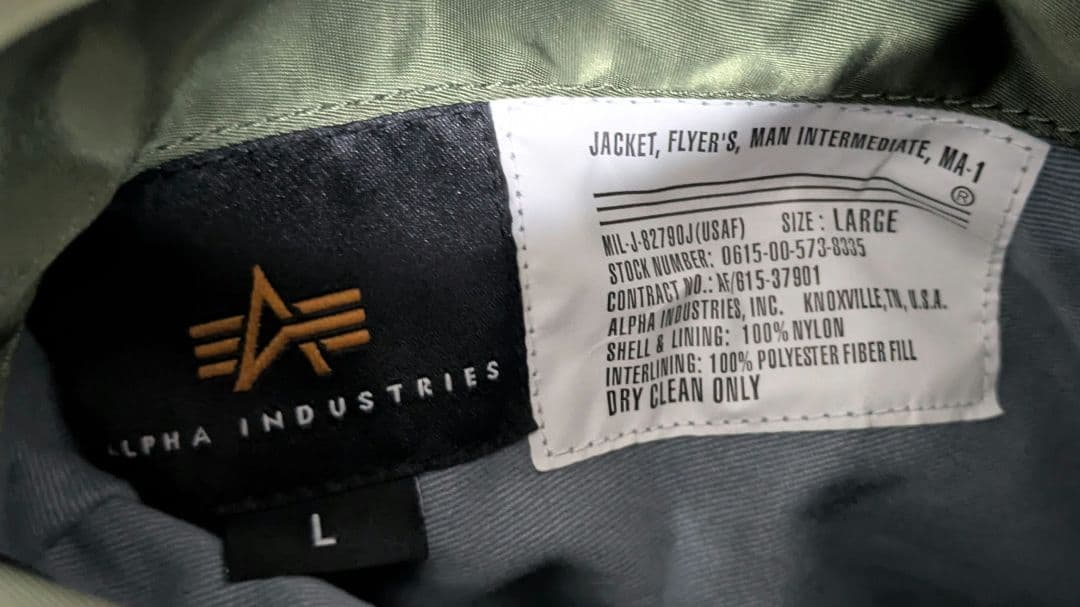 JACKET, FLYER'S, MAN INTERMEDIATE, MA-1
®
MIL-J-82790J(USAF) SIZE: LARGE
STOCK NUMBER: 0615-00-573-8335
CONTRACT NO.: AF/615-37901
ALPHA INDUSTRIES, INC. KNOXVILLE,TN, U.S.A.
SHELL & LINING: 100% NYLON
INTERLINING: 100% POLYESTER FIBER FILL
DRY CLEAN ONLY
ALPHA INDUSTRIES
L